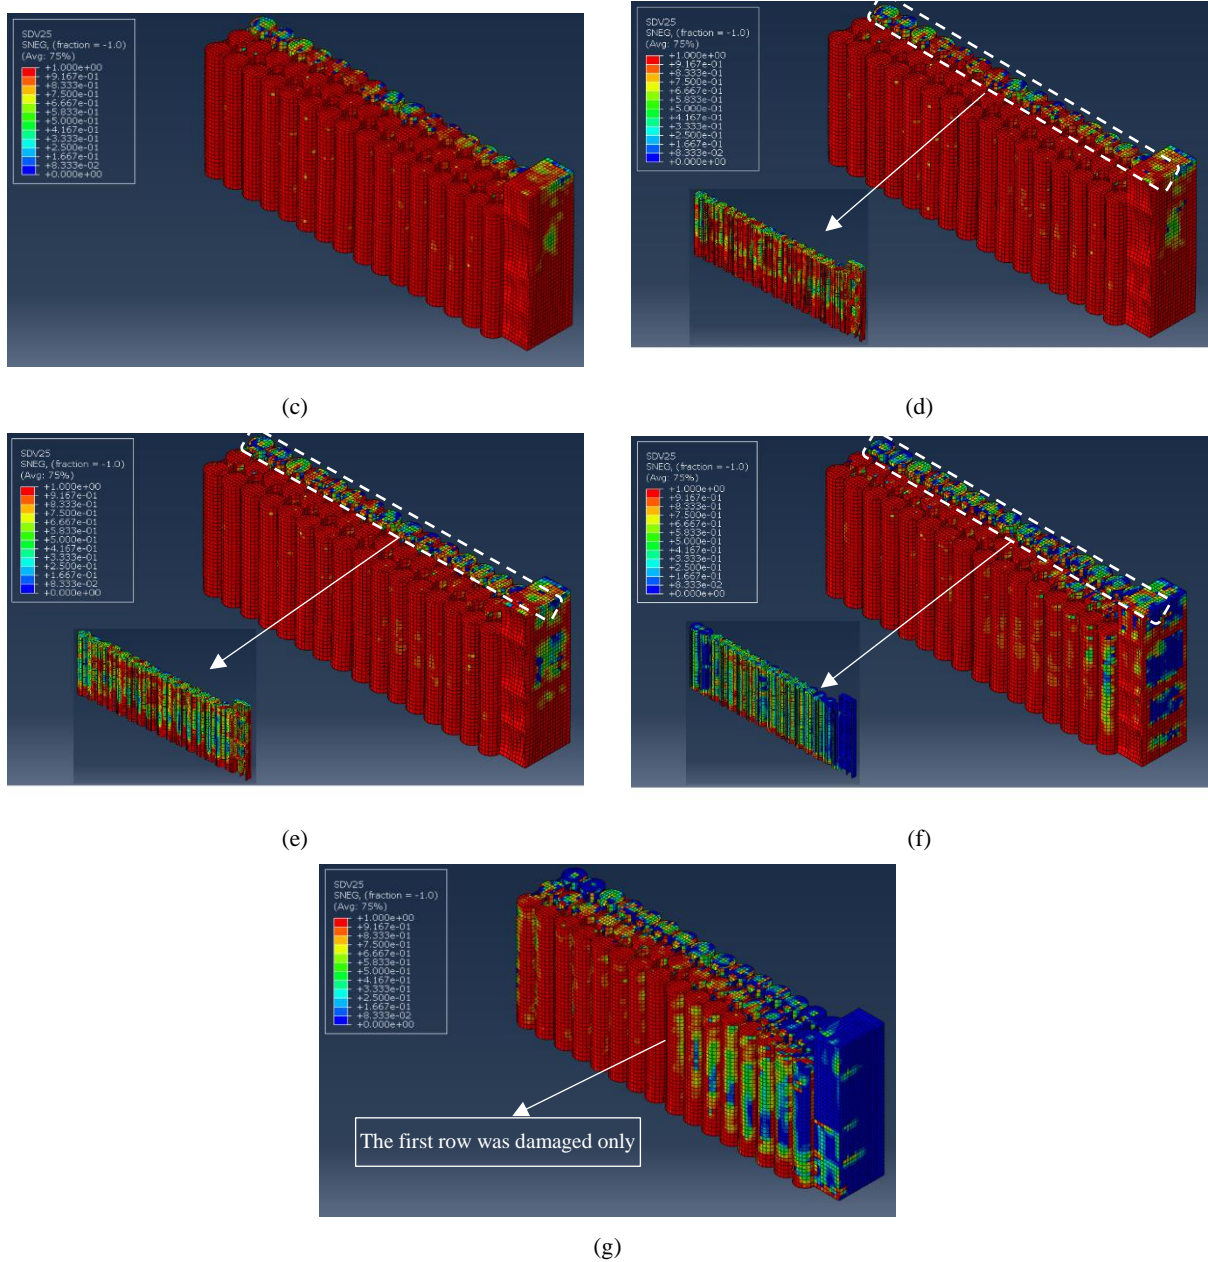 SDV25
SNEG, (fraction = -1.0)
(Avg: 75%)
+1.000e+00
+9.167e-01
+8.333e-01
+7.500e-01
+6.667e-01
+5.833e-01
+5.000e-01
+4.167e-01
+3.333e-01
+2.500e-01
+1.667e-01
+8.333e-02
+0.000e+00
SDV25
SNEG, (fraction = -1.0)
(Avg: 75%)
+1.000e+00
+9.167e-01
+8.333e-01
+7.500e-01
+6.667e-01
+5.833e-01
+5.000e-01
+4.167e-01
+3.333e-01
+2.500e-01
+1.667e-01
+8.333e-02
+0.000e+00
(c)
(d)
SDV25
SNEG, (fraction = -1.0)
(Avg: 75%)
+1.000e+00
+9.167e-01
+8.333e-01
+7.500e-01
+6.667e-01
+5.833e-01
+5.000e-01
+4.167e-01
+3.333e-01
+2.500e-01
+1.667e-01
+8.333e-02
+0.000e+00
SDV25
SNEG, (fraction = -1.0)
(Avg: 75%)
+1.000e+00
+9.167e-01
+8.333e-01
+7.500e-01
+6.667e-01
+5.833e-01
+5.000e-01
+4.167e-01
+3.333e-01
+2.500e-01
+1.667e-01
+8.333e-02
+0.000e+00
(e)
(f)
SDV25
SNEG, (fraction = -1.0)
(Avg: 75%)
+1.000e+00
+9.167e-01
+8.333e-01
+7.500e-01
+6.667e-01
+5.833e-01
+5.000e-01
+4.167e-01
+3.333e-01
+2.500e-01
+1.667e-01
+8.333e-02
+0.000e+00
The first row was damaged only
(g)